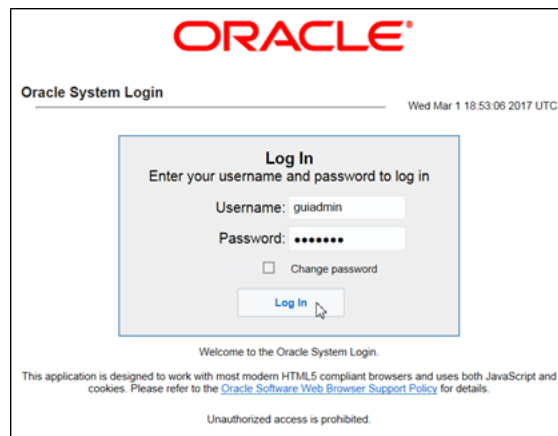 ORACLE®
Oracle System Login
Wed Mar 1 18:53:06 2017 UTC
Log In
Enter your username and password to log in
Username: guiadmin
Password: •••••••
Change password
Log In
Welcome to the Oracle System Login.
This application is designed to work with most modern HTML5 compliant browsers and uses both JavaScript and
cookies. Please refer to the Oracle Software Web Browser Support Policy for details.
Unauthorized access is prohibited.